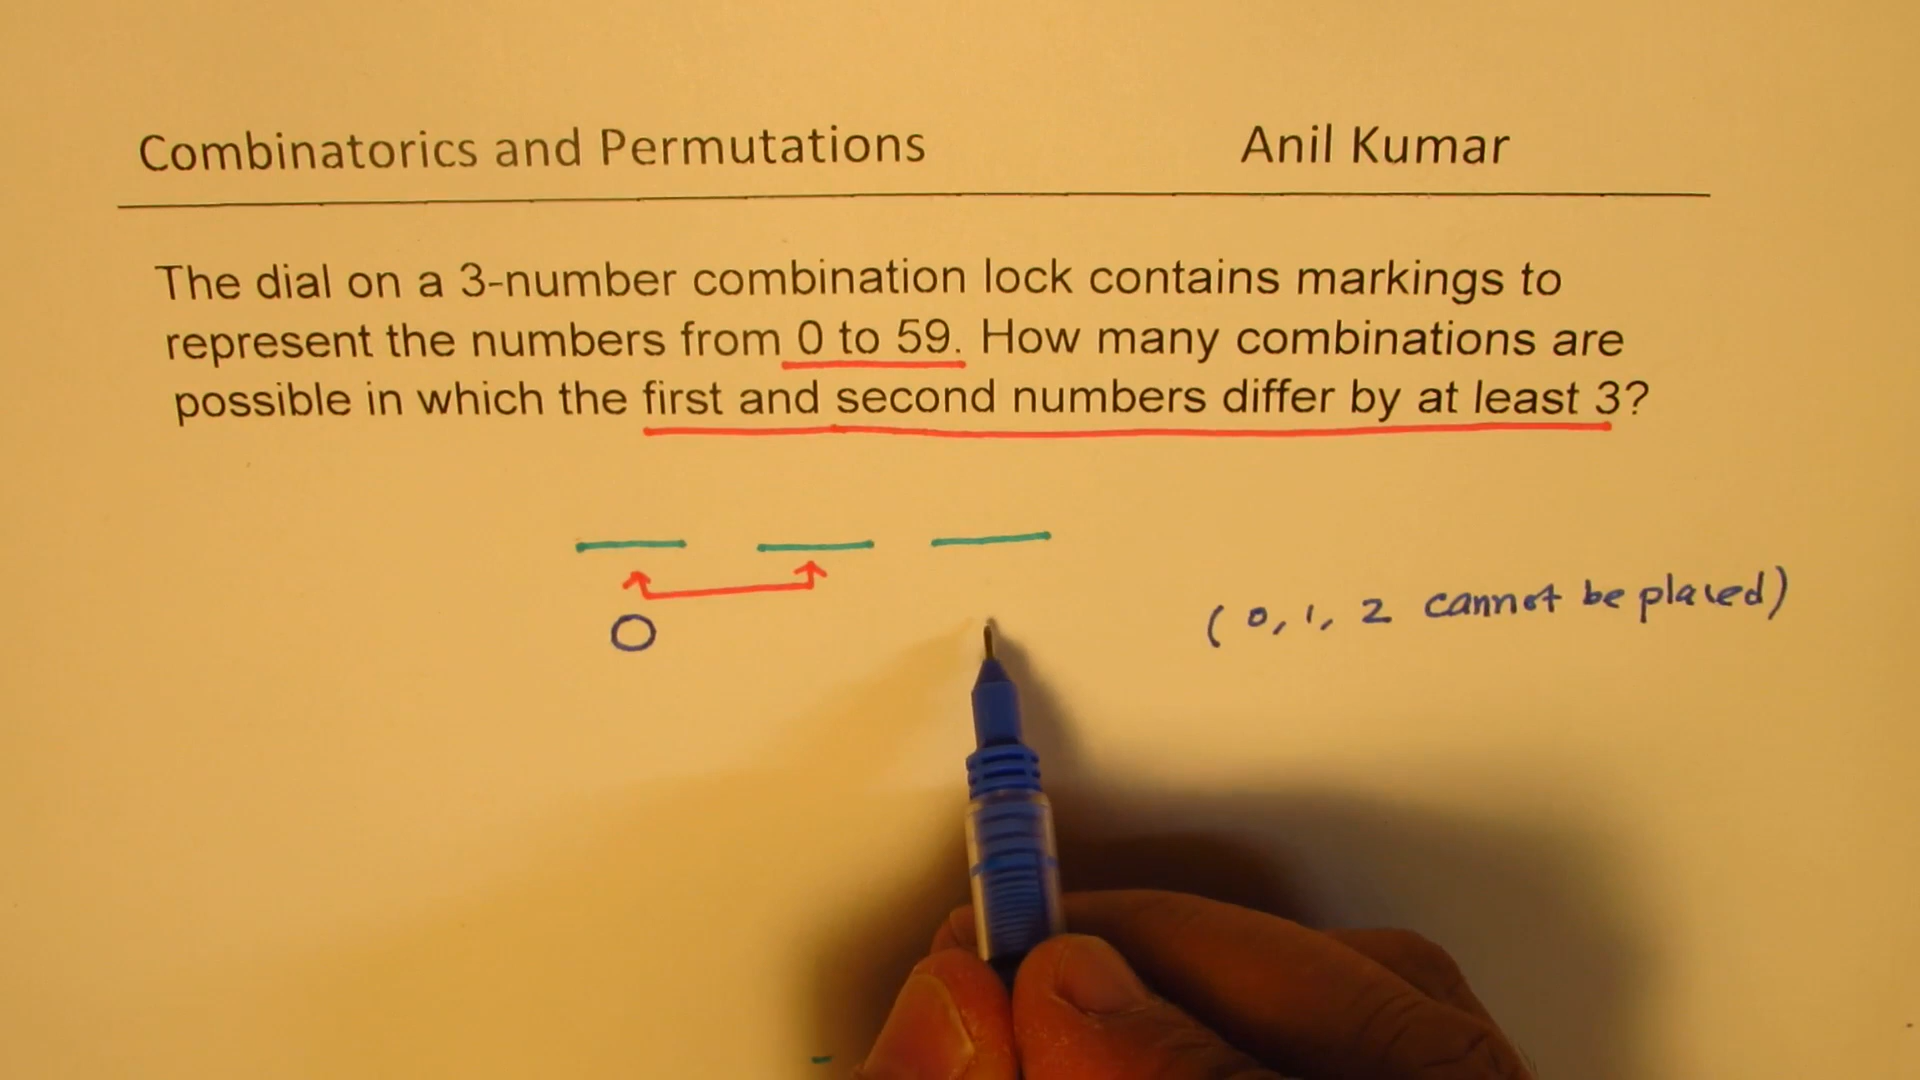 Combinatorics and Permutations Anil Kumar
The dial on a 3-number combination lock contains markings to
represent the numbers from 0 to 59. How many combinations are
possible in which the first and second numbers differ by at least 3?
0 (0, 1, 2 cannot be placed)